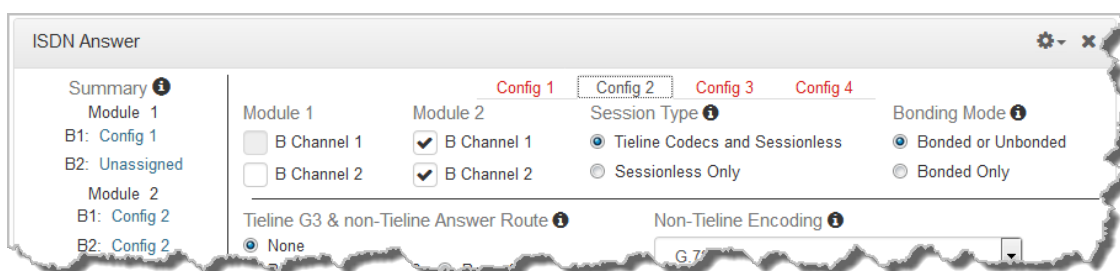 ISDN Answer
Summary
Module 1
B1: Config 1
B2: Unassigned
Module 2
B1: Config 2
B2: Config 2
Config 1 Config 2 Config 3 Config 4
Module 1 Module 2 Session Type Bonding Mode
B Channel 1 B Channel 1 Tieline Codecs and Sessionless Bonded or Unbonded
B Channel 2 B Channel 2 Sessionless Only Bonded Only
Tieline G3 & non-Tieline Answer Route Non-Tieline Encoding
None